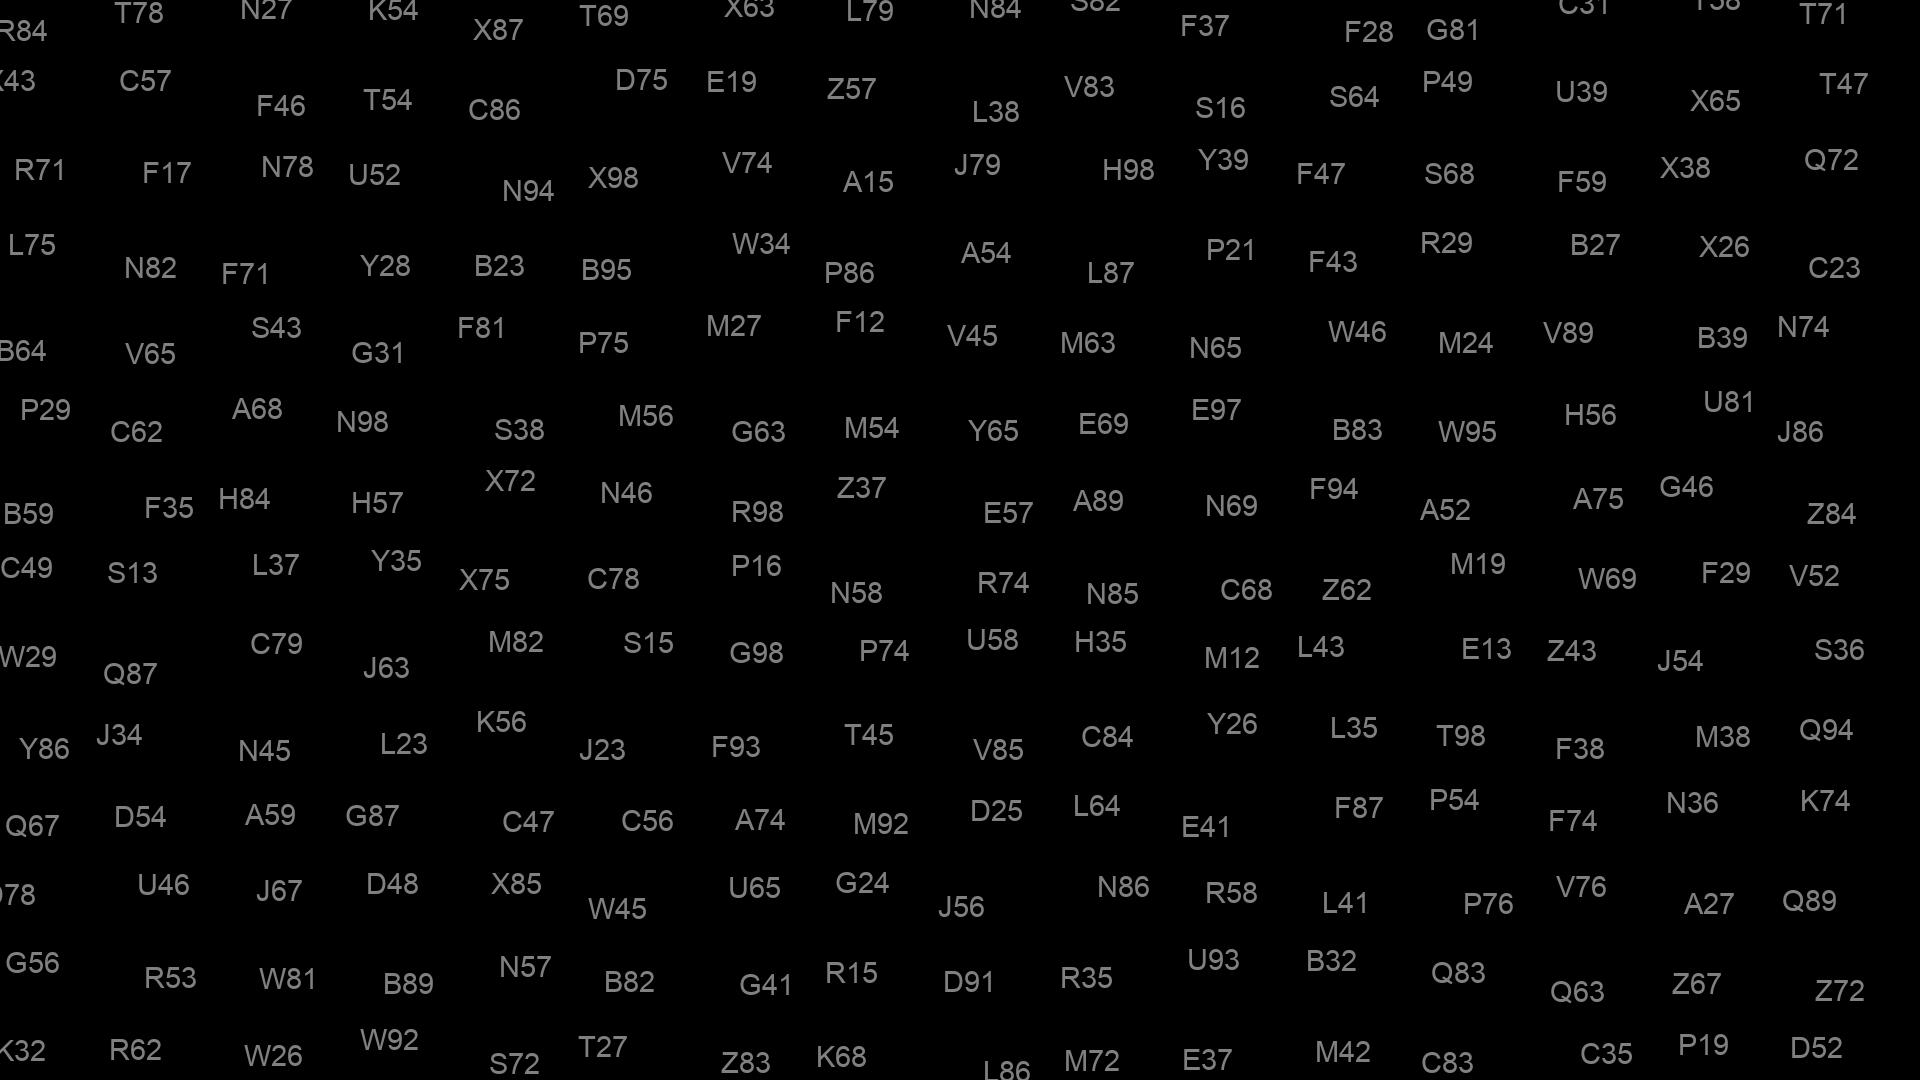 R84 T78 N27 K54 X87 T69 X63 L79 N84 S82 F37 F28 G81 C31 T58 T71
C57 F46 T54 C86 D75 E19 Z57 L38 V83 S16 S64 P49 U39 X65 T47
R71 F17 N78 U52 N94 X98 V74 A15 J79 H98 Y39 F47 S68 F59 X38 Q72
L75 N82 F71 Y28 B23 B95 W34 P86 A54 L87 P21 F43 R29 B27 X26 C23
B64 V65 S43 G31 F81 P75 M27 F12 V45 M63 N65 W46 M24 V89 B39 N74
P29 C62 A68 N98 S38 M56 G63 M54 Y65 E69 E97 B83 W95 H56 U81 J86
B59 F35 H84 H57 X72 N46 R98 Z37 E57 A89 N69 F94 A52 A75 G46 Z84
C49 S13 L37 Y35 X75 C78 P16 N58 R74 N85 C68 Z62 M19 W69 F29 V52
W29 Q87 C79 J63 M82 S15 G98 P74 U58 H35 M12 L43 E13 Z43 J54 S36
Y86 J34 N45 L23 K56 J23 F93 T45 V85 C84 Y26 L35 T98 F38 M38 Q94
Q67 D54 A59 G87 C47 C56 A74 M92 D25 L64 E41 F87 P54 F74 N36 K74
U46 J67 D48 X85 W45 U65 G24 J56 N86 R58 L41 P76 V76 A27 Q89
G56 R53 W81 B89 N57 B82 G41 R15 D91 R35 U93 B32 Q83 Q63 Z67 Z72
K32 R62 W26 W92 S72 T27 Z83 K68 L86 M72 E37 M42 C83 C35 P19 D52